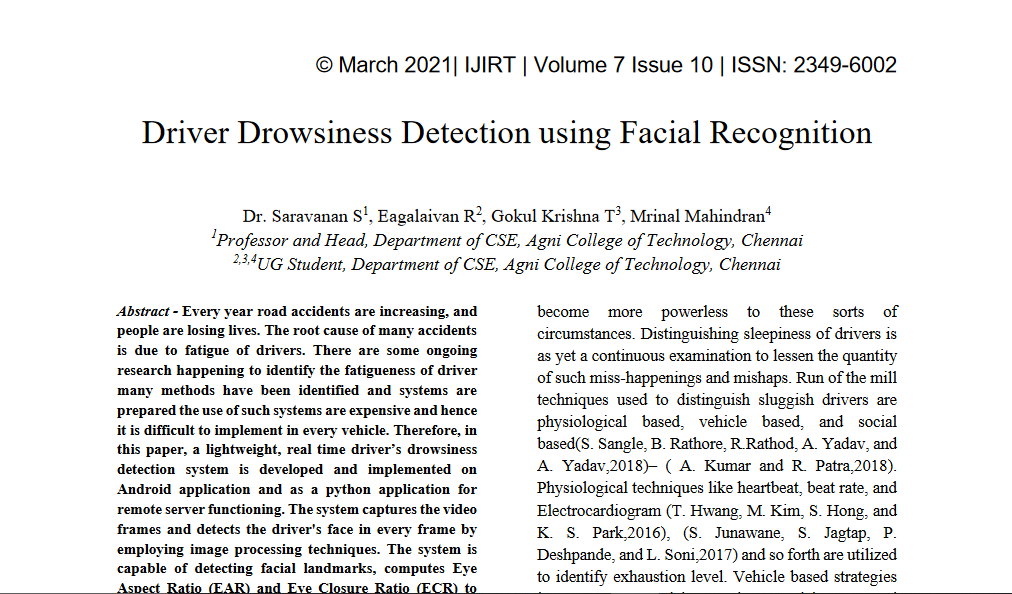 © March 2021| IJIRT | Volume 7 Issue 10 | ISSN: 2349-6002
Driver Drowsiness Detection using Facial Recognition
Dr. Saravanan S1, Eagalaivan R2, Gokul Krishna T3, Mrinal Mahindran4
1Professor and Head, Department of CSE, Agni College of Technology, Chennai
2,3,4UG Student, Department of CSE, Agni College of Technology, Chennai
Abstract - Every year road accidents are increasing, and
people are losing lives. The root cause of many accidents
is due to fatigue of drivers. There are some ongoing
research happening to identify the fatigueness of driver
many methods have been identified and systems are
prepared the use of such systems are expensive and hence
it is difficult to implement in every vehicle. Therefore, in
this paper, a lightweight, real time driver's drowsiness
detection system is developed and implemented on
Android application and as a python application for
remote server functioning. The system captures the video
frames and detects the driver's face in every frame by
employing image processing techniques. The system is
capable of detecting facial landmarks, computes Eye
Aspect Ratio (EAR) and Eye Closure Ratio (ECR) to
become more powerless to these sorts of
circumstances. Distinguishing sleepiness of drivers is
as yet a continuous examination to lessen the quantity
of such miss-happenings and mishaps. Run of the mill
techniques used to distinguish sluggish drivers are
physiological based, vehicle based, and social
based(S. Sangle, B. Rathore, R.Rathod, A. Yadav, and
A. Yadav,2018)– ( A. Kumar and R. Patra,2018).
Physiological techniques like heartbeat, beat rate, and
Electrocardiogram (T. Hwang, M. Kim, S. Hong, and
K. S. Park,2016), (S. Junawane, S. Jagtap, P.
Deshpande, and L. Soni,2017) and so forth are utilized
to identify exhaustion level. Vehicle based strategies